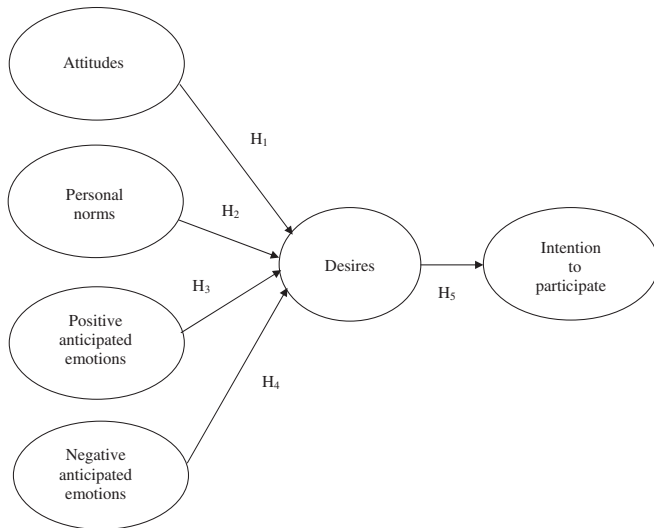 Attitudes
H1
Personal
norms
H2
Desires
Intention
to
participate
H3
H5
Positive
anticipated
emotions
H4
Negative
anticipated
emotions